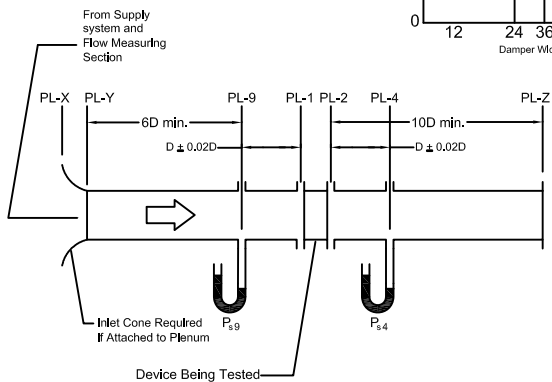 From Supply
system and
Flow Measuring
Section
0
12 24 36
Damper Wid
PL-X PL-Y PL-9 PL-1 PL-2 PL-4 PL-Z
6D min. 10D min.
D ± 0.02D D ± 0.02D
Ps9 Ps4
Inlet Cone Required
If Attached to Plenum
Device Being Tested